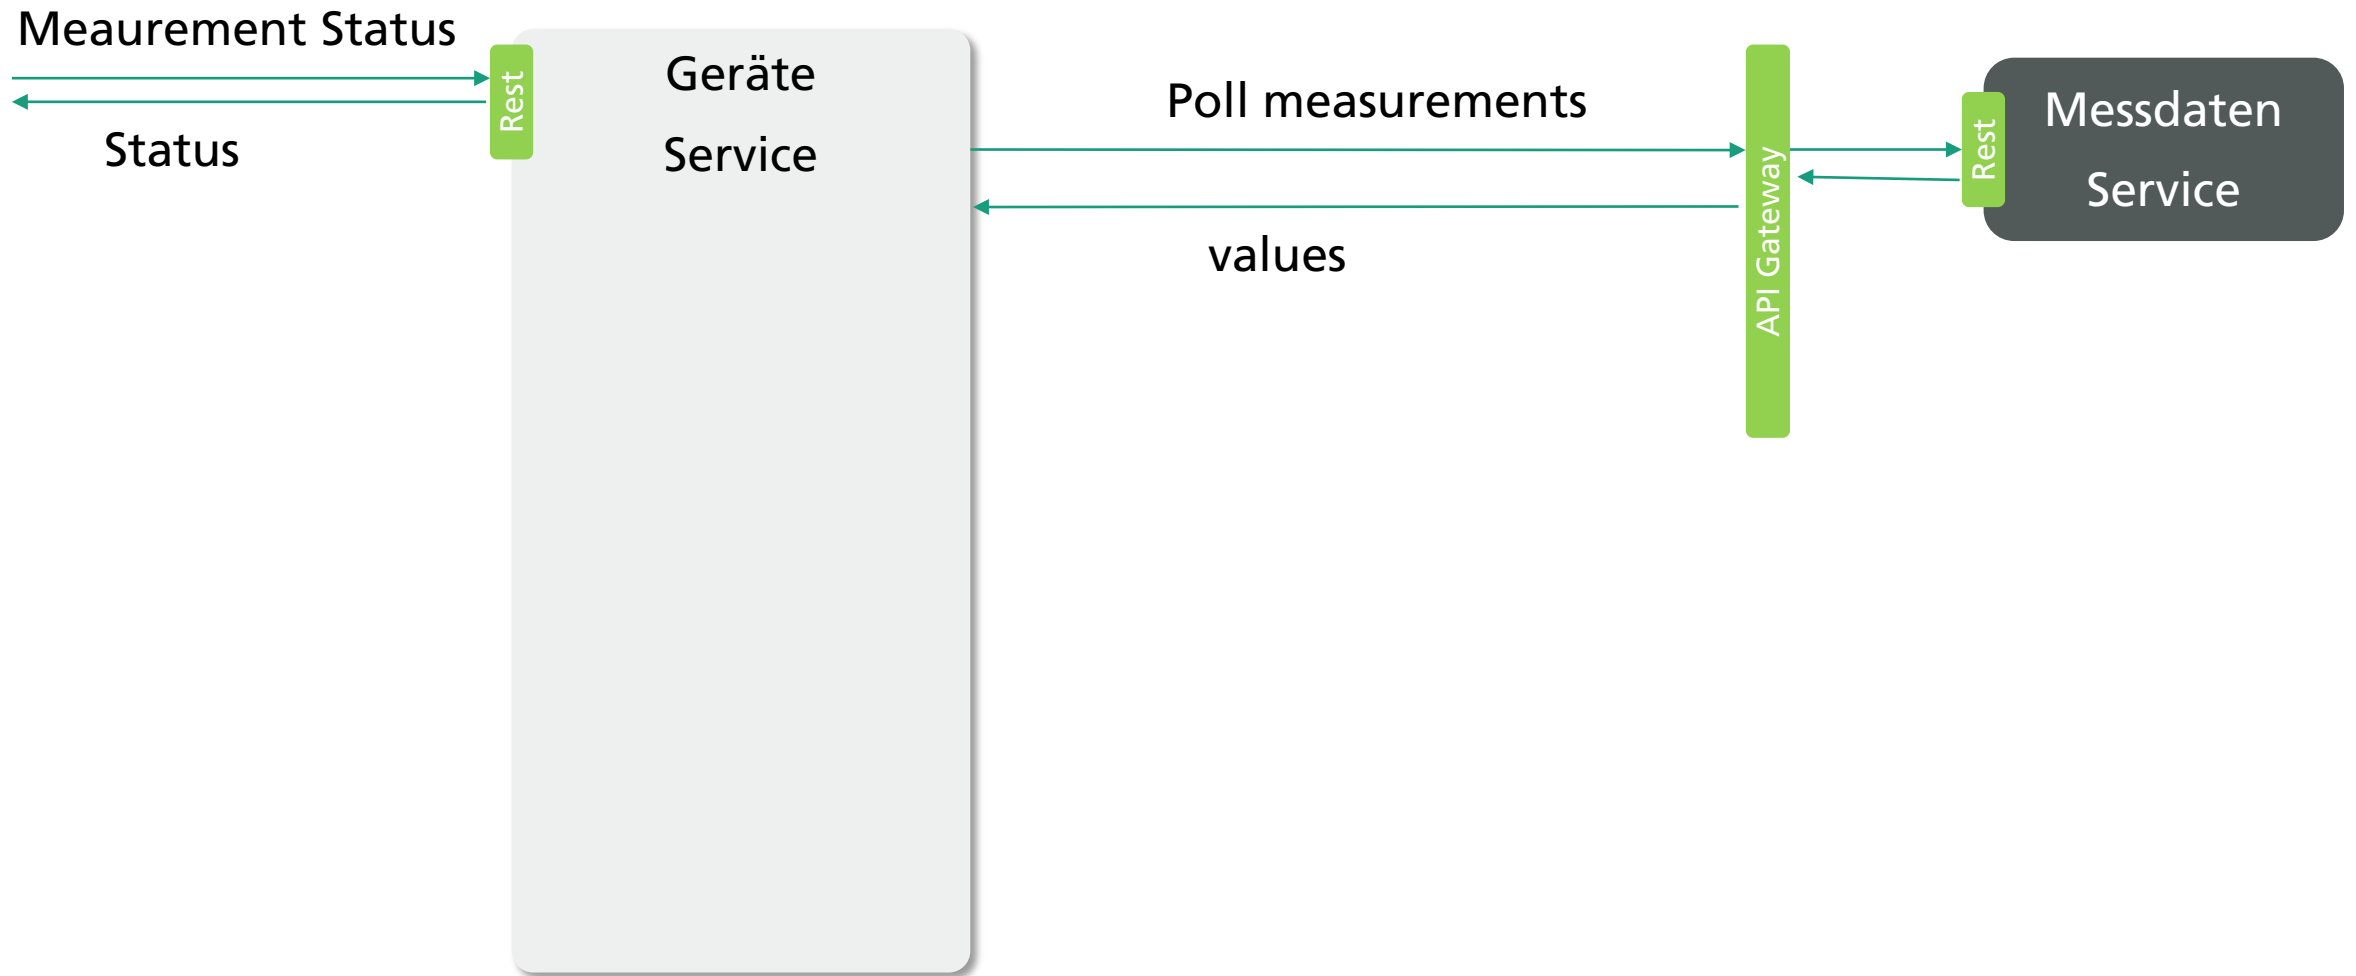 Meaurement Status
Rest
Status
Geräte
Service
Poll measurements
values
API Gateway
Rest
Messdaten
Service